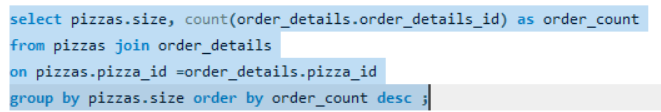 select pizzas.size, count(order_details.order_details_id) as order_count
from pizzas join order_details
on pizzas.pizza_id =order_details.pizza_id
group by pizzas.size order by order_count desc ;